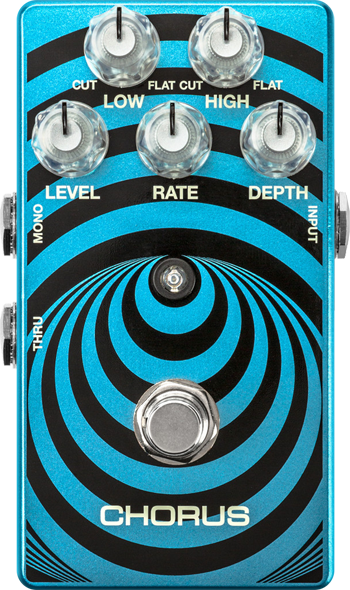 CUT FLAT CUT FLAT
LOW HIGH
LEVEL RATE DEPTH
MONO
INPUT
THRU
CHORUS